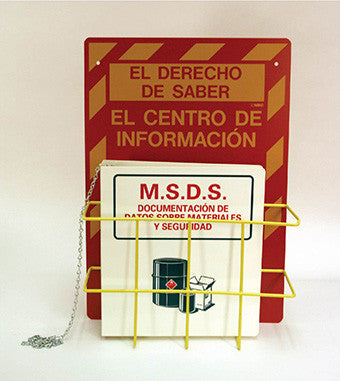 EL DERECHO
DE SABER
EL CENTRO DE
INFORMACIÓN
M.S.D.S.
DOCUMENTACIÓN DE
DATOS SOBRE MATERIALES
Y SEGURIDAD